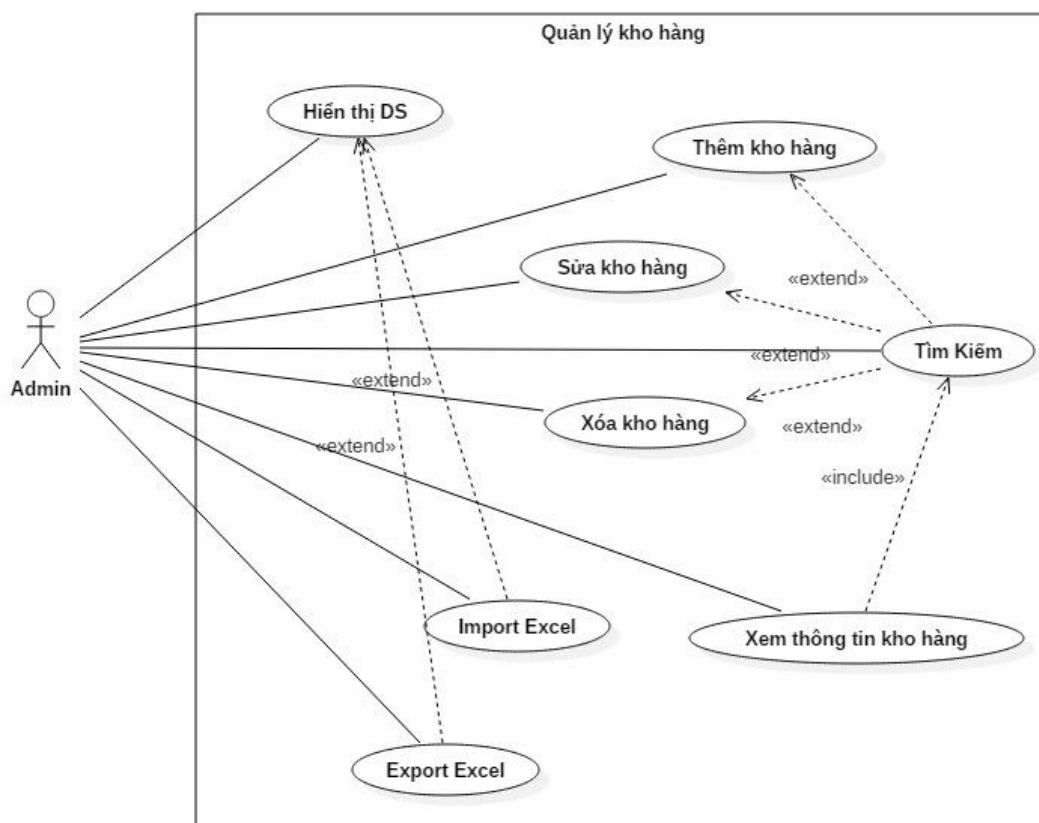 Quản lý kho hàng
Hiển thị DS
Thêm kho hàng
Sửa kho hàng
«extend»
Tìm Kiếm
«extend»
Admin
«extend»
Xóa kho hàng
«extend»
«extend»
«include»
Import Excel
Xem thông tin kho hàng
Export Excel